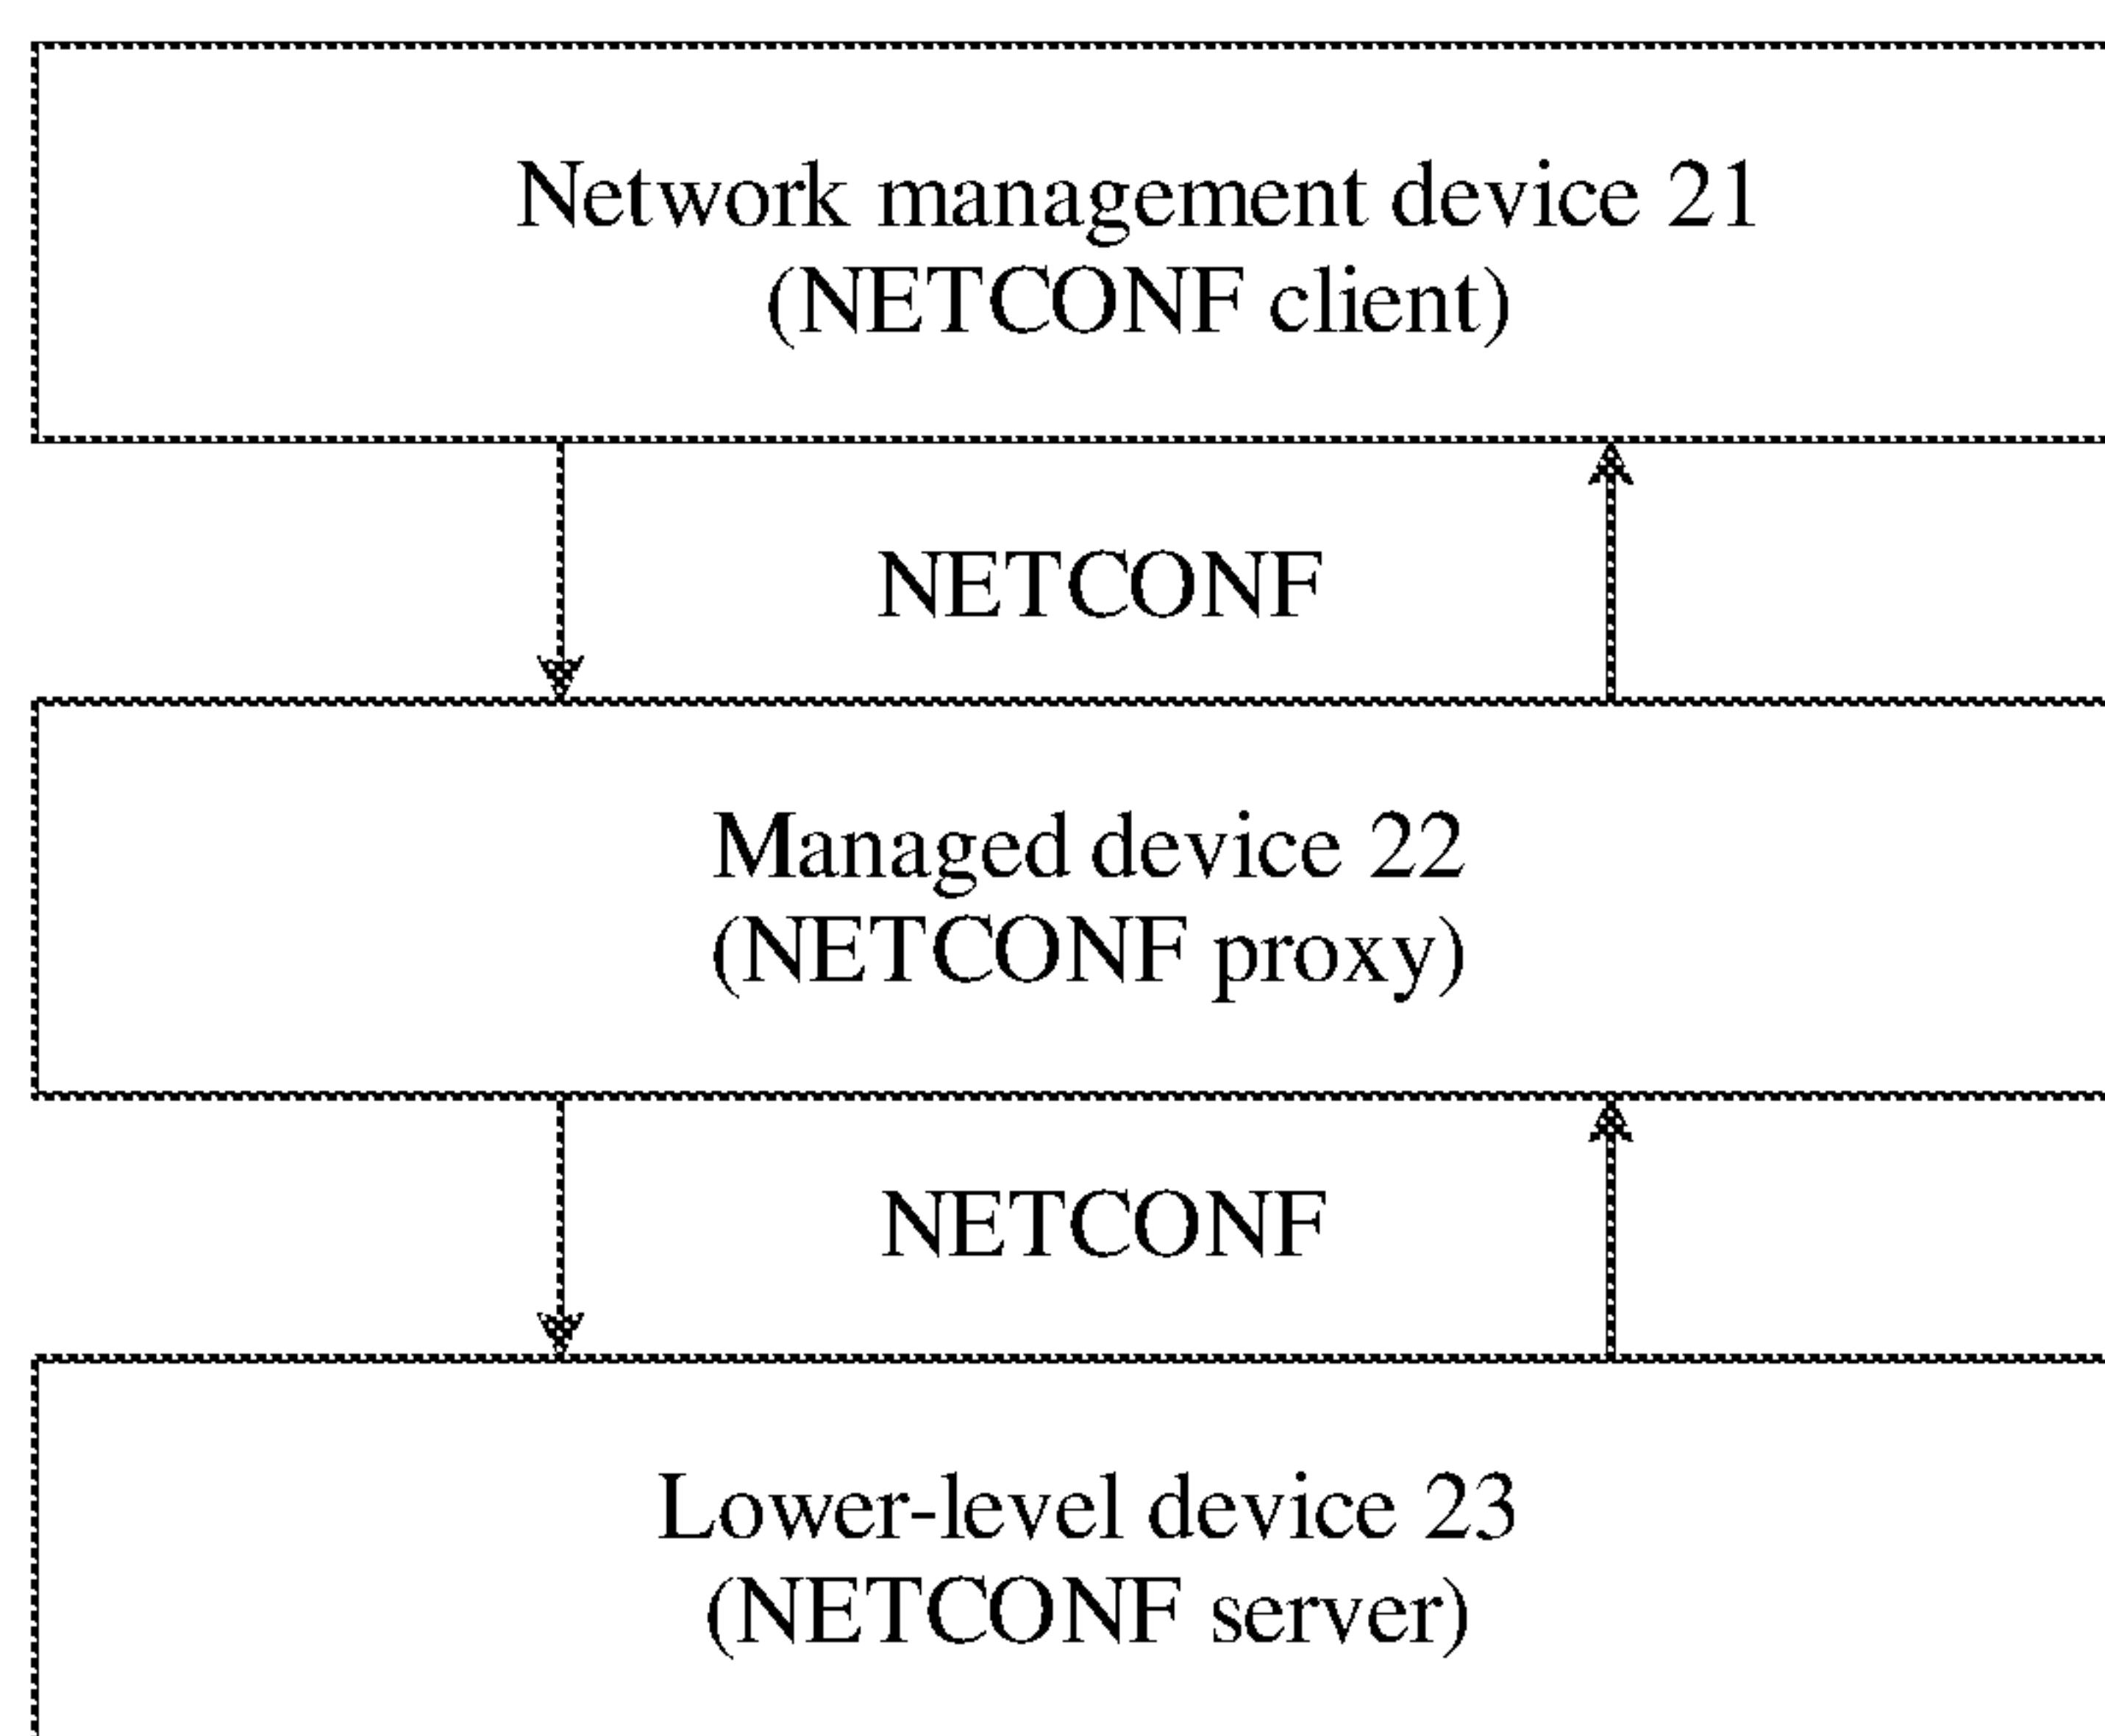 Network management device 21
(NETCONF client)
NETCONF
Managed device 22
(NETCONF proxy)
NETCONF
Lower-level device 23
(NETCONF server)